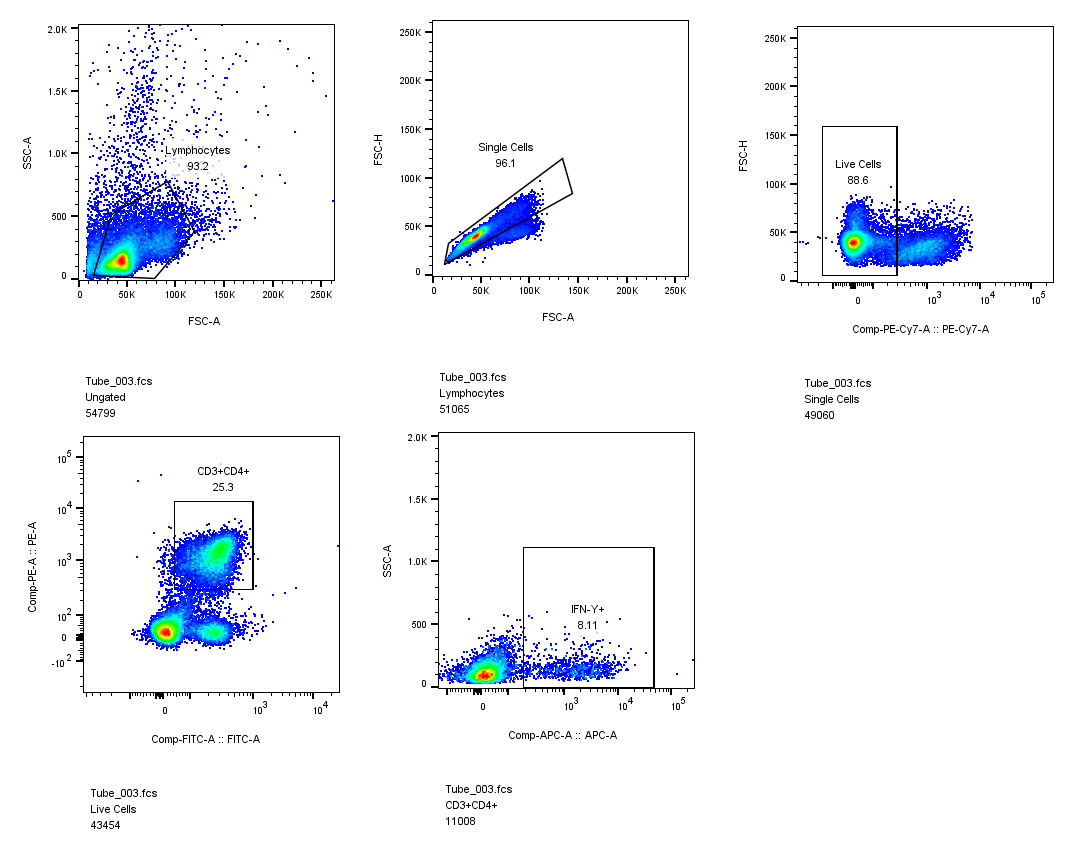 2.0K
1.5K
1.0K
500
0
SSC-A
Lymphocytes
93.2
0 50K 100K 150K 200K 250K
FSC-A
Tube_003.fcs
Ungated
54799
250K
200K
150K
100K
50K
0
FSC-H
Single Cells
96.1
0 50K 100K 150K 200K 250K
FSC-A
Tube_003.fcs
Lymphocytes
51065
250K
200K
150K
100K
50K
0
FSC-H
Live Cells
88.6
0 10^3 10^4 10^5
Comp-PE-Cy7-A :: PE-Cy7-A
Tube_003.fcs
Single Cells
49060
10^5
10^4
10^3
10^2
0
-10^2
Comp-PE-A :: PE-A
CD3+CD4+
25.3
0 10^3 10^4
Comp-FITC-A :: FITC-A
Tube_003.fcs
Live Cells
43454
2.0K
1.5K
1.0K
500
0
SSC-A
IFN-Y+
8.11
0 10^3 10^4 10^5
Comp-APC-A :: APC-A
Tube_003.fcs
CD3+CD4+
11008